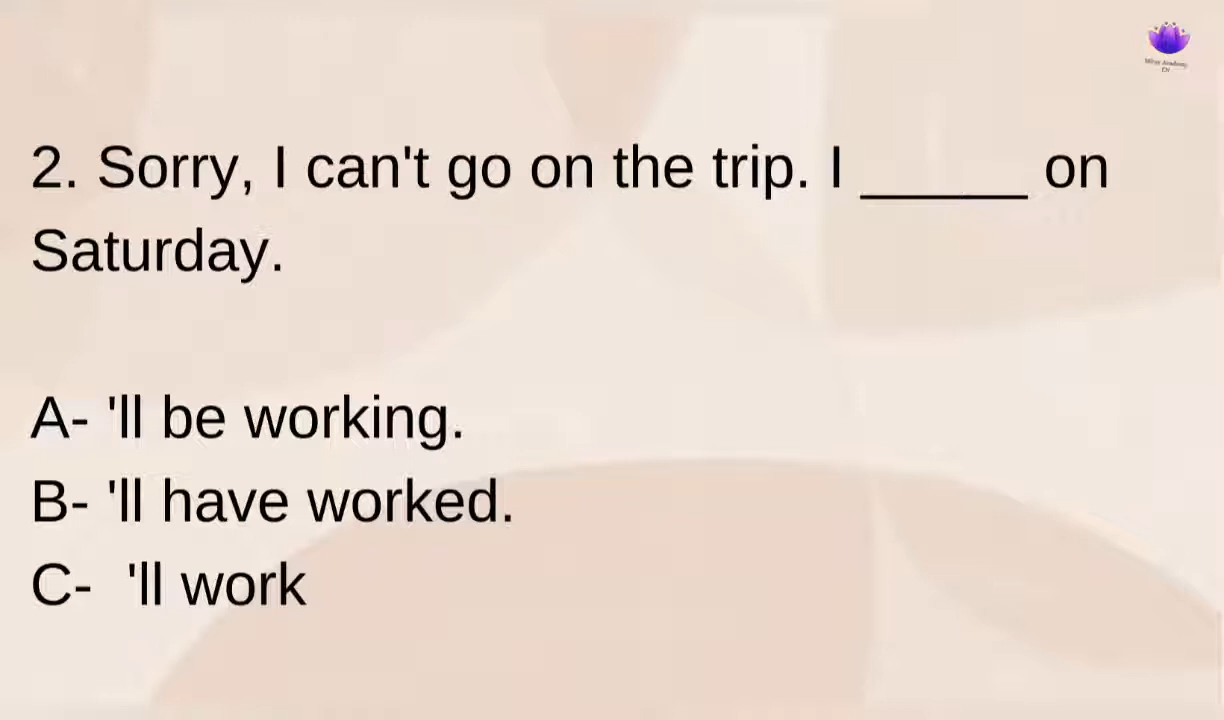 2. Sorry, I can't go on the trip. I ______ on
Saturday.
A- 'll be working.
B- 'll have worked.
C-  'll work